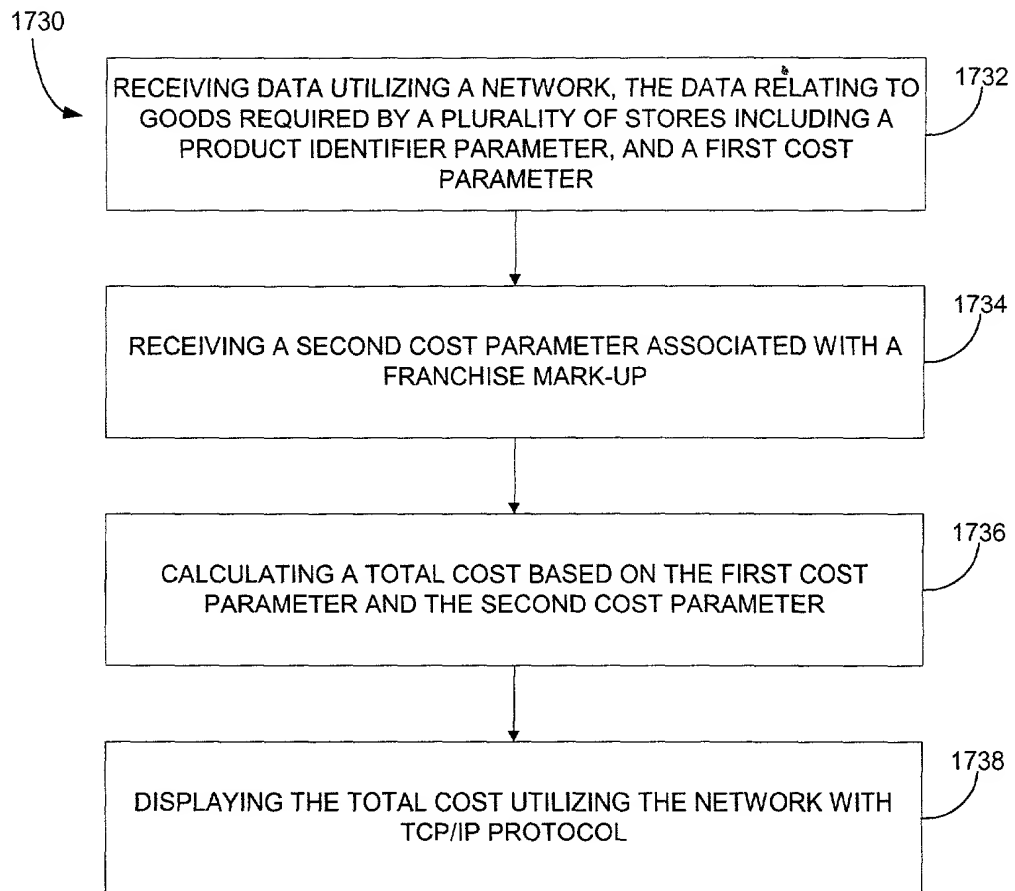 1730
RECEIVING DATA UTILIZING A NETWORK, THE DATA RELATING TO
GOODS REQUIRED BY A PLURALITY OF STORES INCLUDING A
PRODUCT IDENTIFIER PARAMETER, AND A FIRST COST
PARAMETER
1732
RECEIVING A SECOND COST PARAMETER ASSOCIATED WITH A
FRANCHISE MARK-UP
1734
CALCULATING A TOTAL COST BASED ON THE FIRST COST
PARAMETER AND THE SECOND COST PARAMETER
1736
DISPLAYING THE TOTAL COST UTILIZING THE NETWORK WITH
TCP/IP PROTOCOL
1738